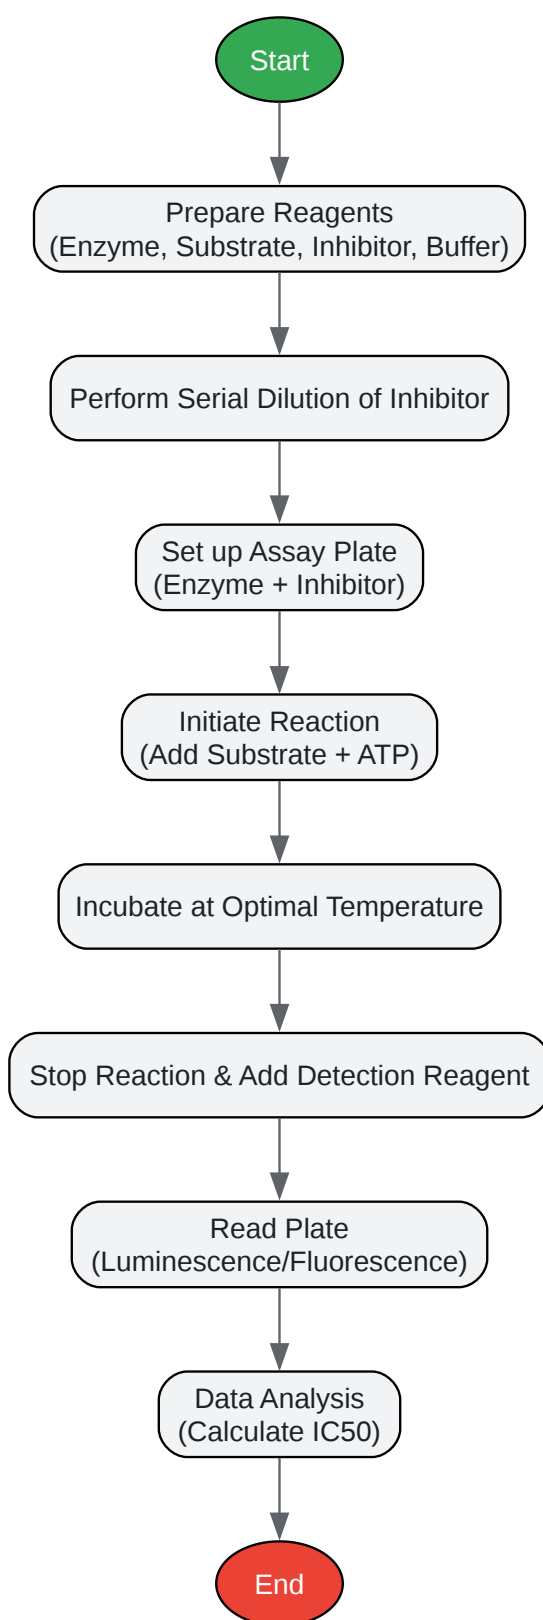 Start
Prepare Reagents
(Enzyme, Substrate, Inhibitor, Buffer)
Perform Serial Dilution of Inhibitor
Set up Assay Plate
(Enzyme + Inhibitor)
Initiate Reaction
(Add Substrate + ATP)
Incubate at Optimal Temperature
Stop Reaction & Add Detection Reagent
Read Plate
(Luminescence/Fluorescence)
Data Analysis
(Calculate IC50)
End